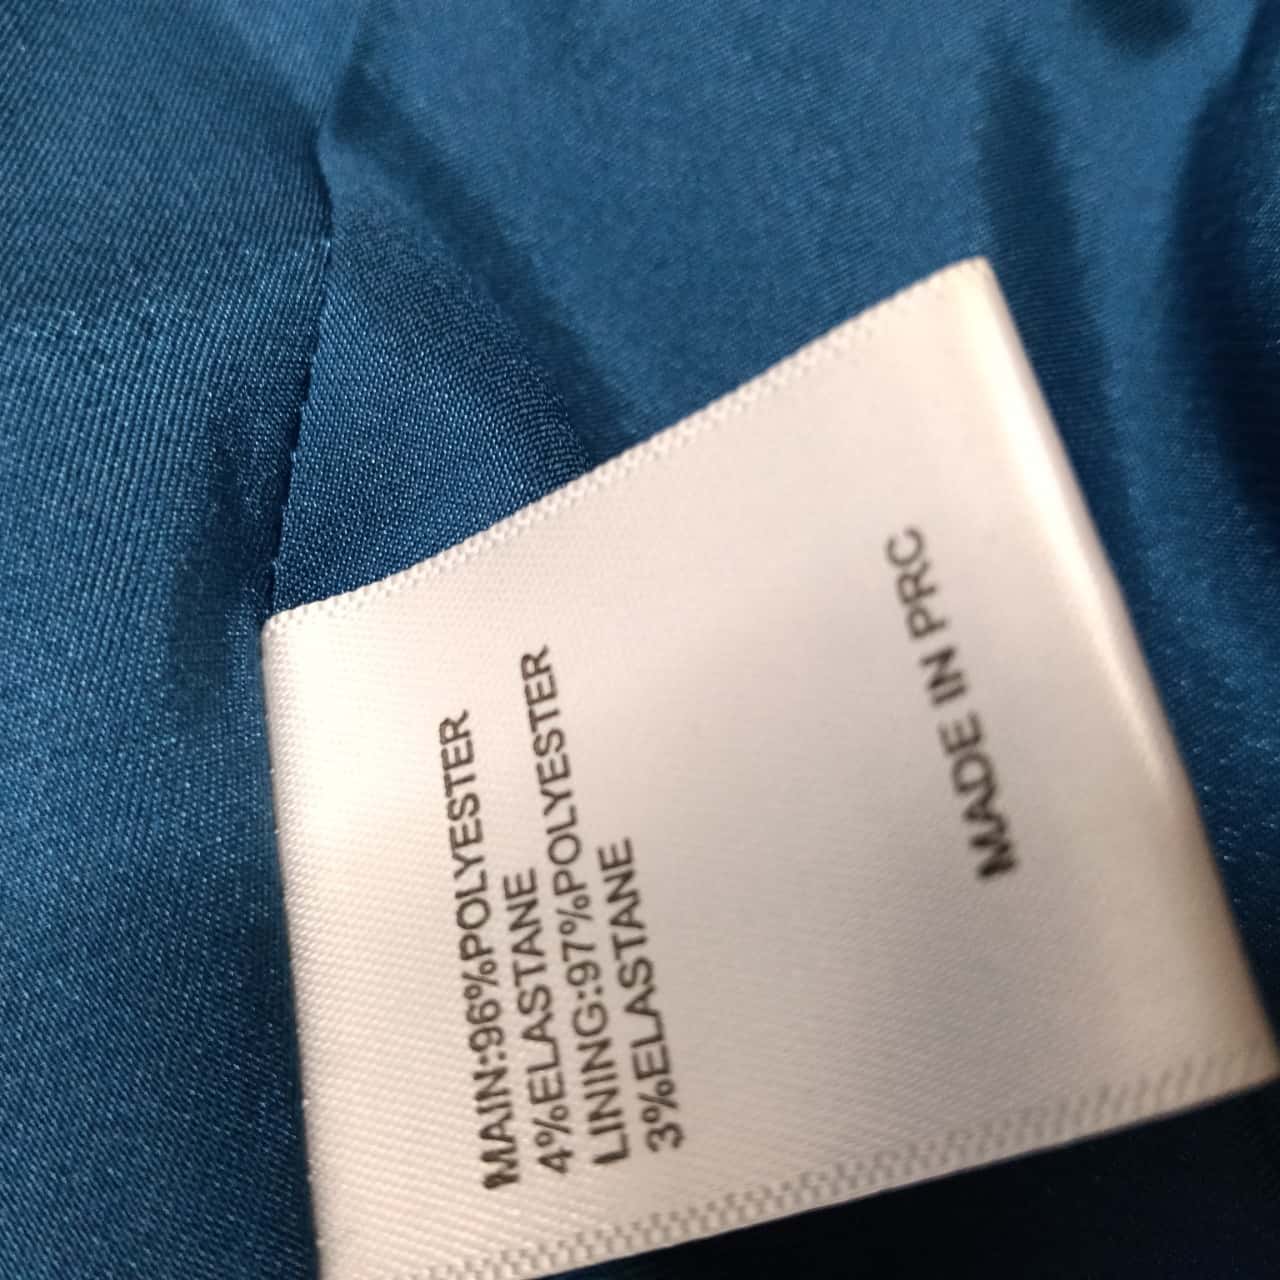 MAIN:96%POLYESTER
4%ELASTANE
LINING:97%POLYESTER
3%ELASTANE
MADE IN PRC